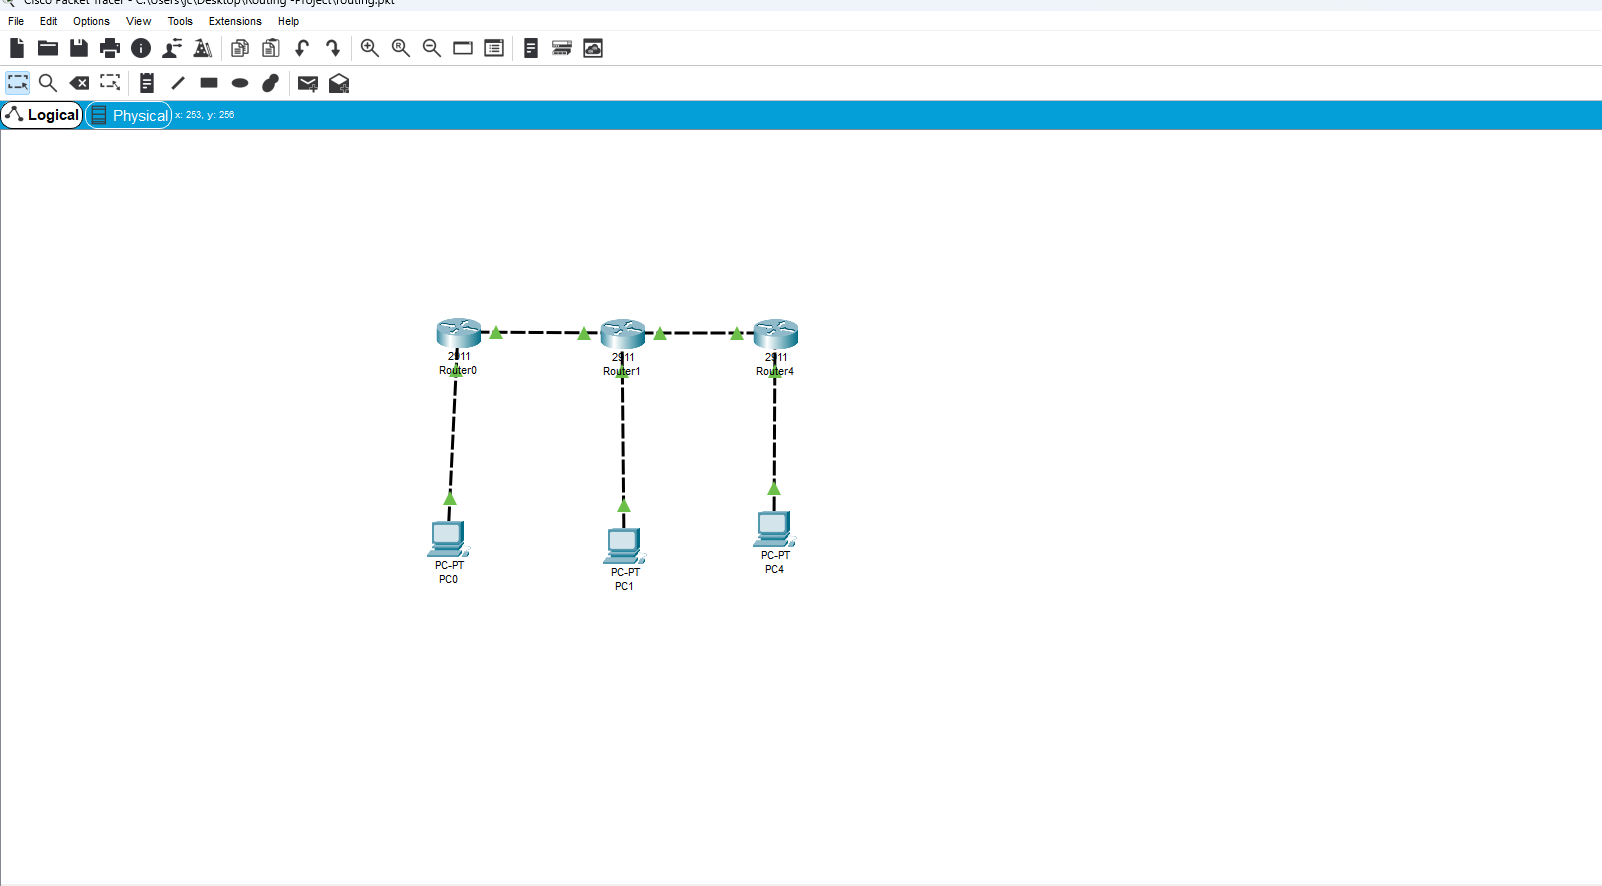 Cisco Packet Tracer - C:\Users\jc\Desktop\Routing -Project\routing.pkt
File Edit Options View Tools Extensions Help
Logical Physical x: 253, y: 256
2911 2911 2911
Router0 Router1 Router4
PC-PT
PC0
PC-PT
PC1
PC-PT
PC4